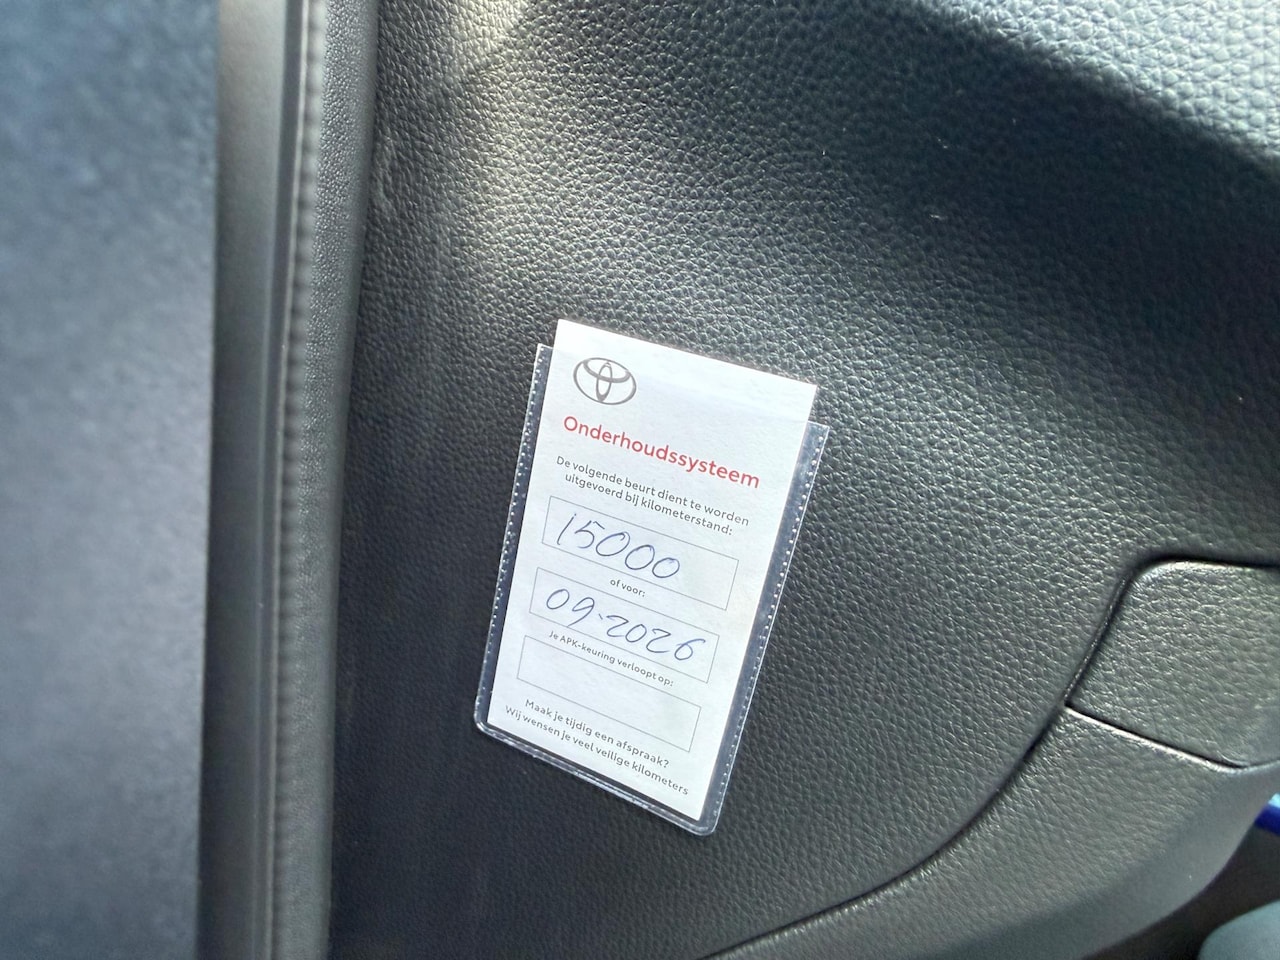 Onderhoudssysteem
De volgende beurt dient te worden
uitgevoerd bij kilometerstand:
15000
of voor:
09-2026
Je APK-keuring verloopt op:
Maak je tijdig een afspraak?
Wij wensen je veel veilige kilometers